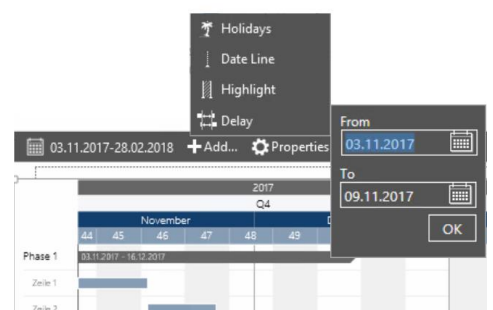 Holidays
Date Line
Highlight
Delay
From
03.11.2017
To
09.11.2017
OK
03.11.2017-28.02.2018 Add... Properties
2017
Q4
November D
44 45 46 47 48 49
Phase 1 03.11.2017 - 16.12.2017
Zeile 1
Zeile 2